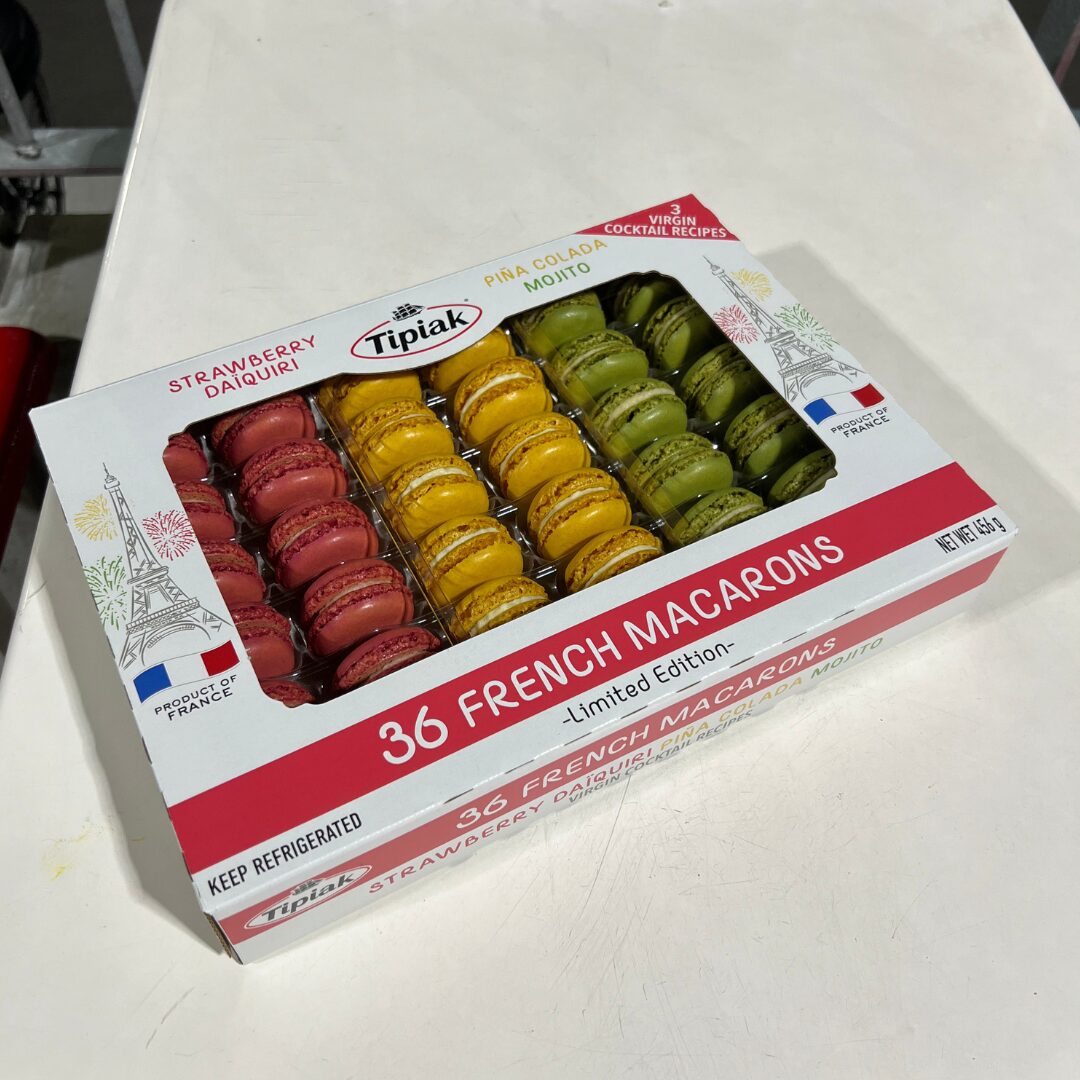 3
VIRGIN
COCKTAIL RECIPES
PIÑA COLADA
MOJITO
Tipiak
STRAWBERRY
DAÏQUIRI
PRODUCT OF
FRANCE
PRODUCT OF
FRANCE
36 FRENCH MACARONS
-Limited Edition-
NET WET 456 g
KEEP REFRIGERATED
36 FRENCH MACARONS
STRAWBERRY DAÏQUIRI PIÑA COLADA MOJITO
VIRGIN COCKTAIL RECIPES
Tipiak